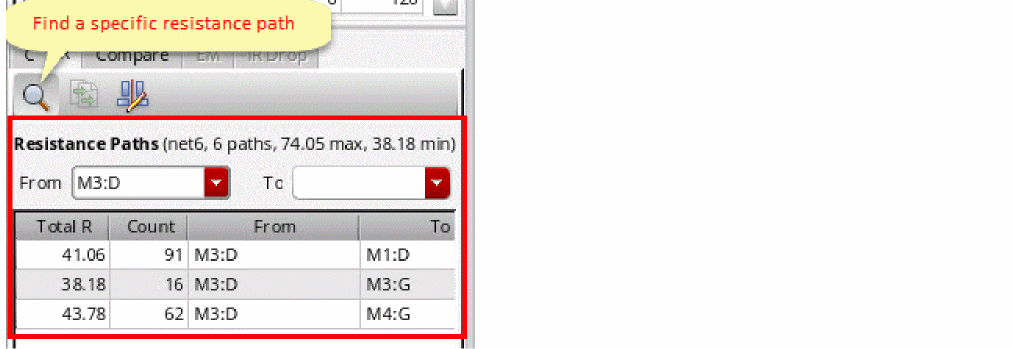 Find a specific resistance path
Compare EM IR Drop
Resistance Paths (net6, 6 paths, 74.05 max, 38.18 min)
From M3:D To
Total R Count From To
41.06 91 M3:D M1:D
38.18 16 M3:D M3:G
43.78 62 M3:D M4:G